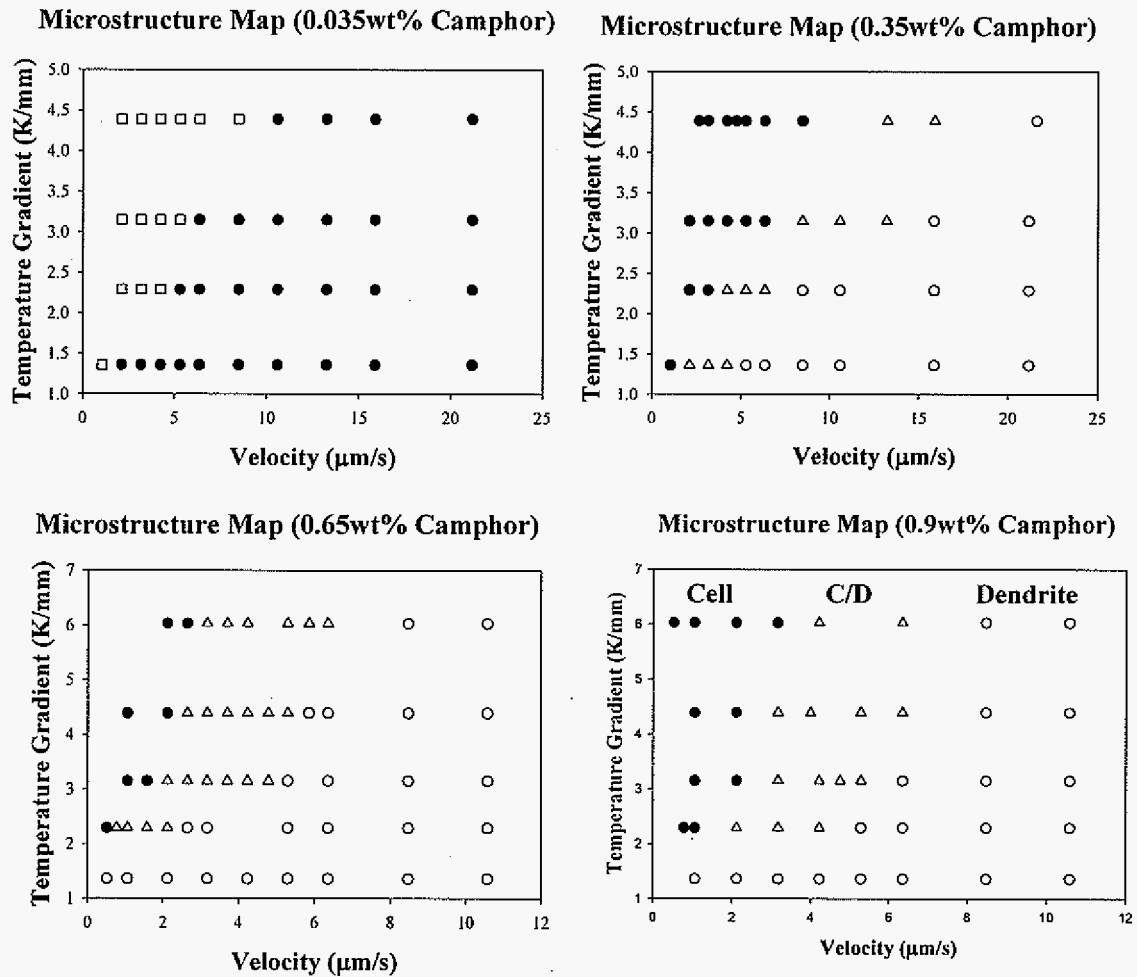 Microstructure Map (0.035wt% Camphor)
5.0
4.5
4.0
3.5
3.0
2.5
2.0
1.5
1.0
Temperature Gradient (K/mm)
0 5 10 15 20 25
Velocity (μm/s)
Microstructure Map (0.35wt% Camphor)
5.0
4.5
4.0
3.5
3.0
2.5
2.0
1.5
1.0
Temperature Gradient (K/mm)
0 5 10 15 20 25
Velocity (μm/s)
Microstructure Map (0.65wt% Camphor)
7
6
5
4
3
2
1
Temperature Gradient (K/mm)
0 2 4 6 8 10 12
Velocity (μm/s)
Microstructure Map (0.9wt% Camphor)
Cell C/D Dendrite
7
6
5
4
3
2
1
Temperature Gradient (K/mm)
0 2 4 6 8 10 12
Velocity (μm/s)